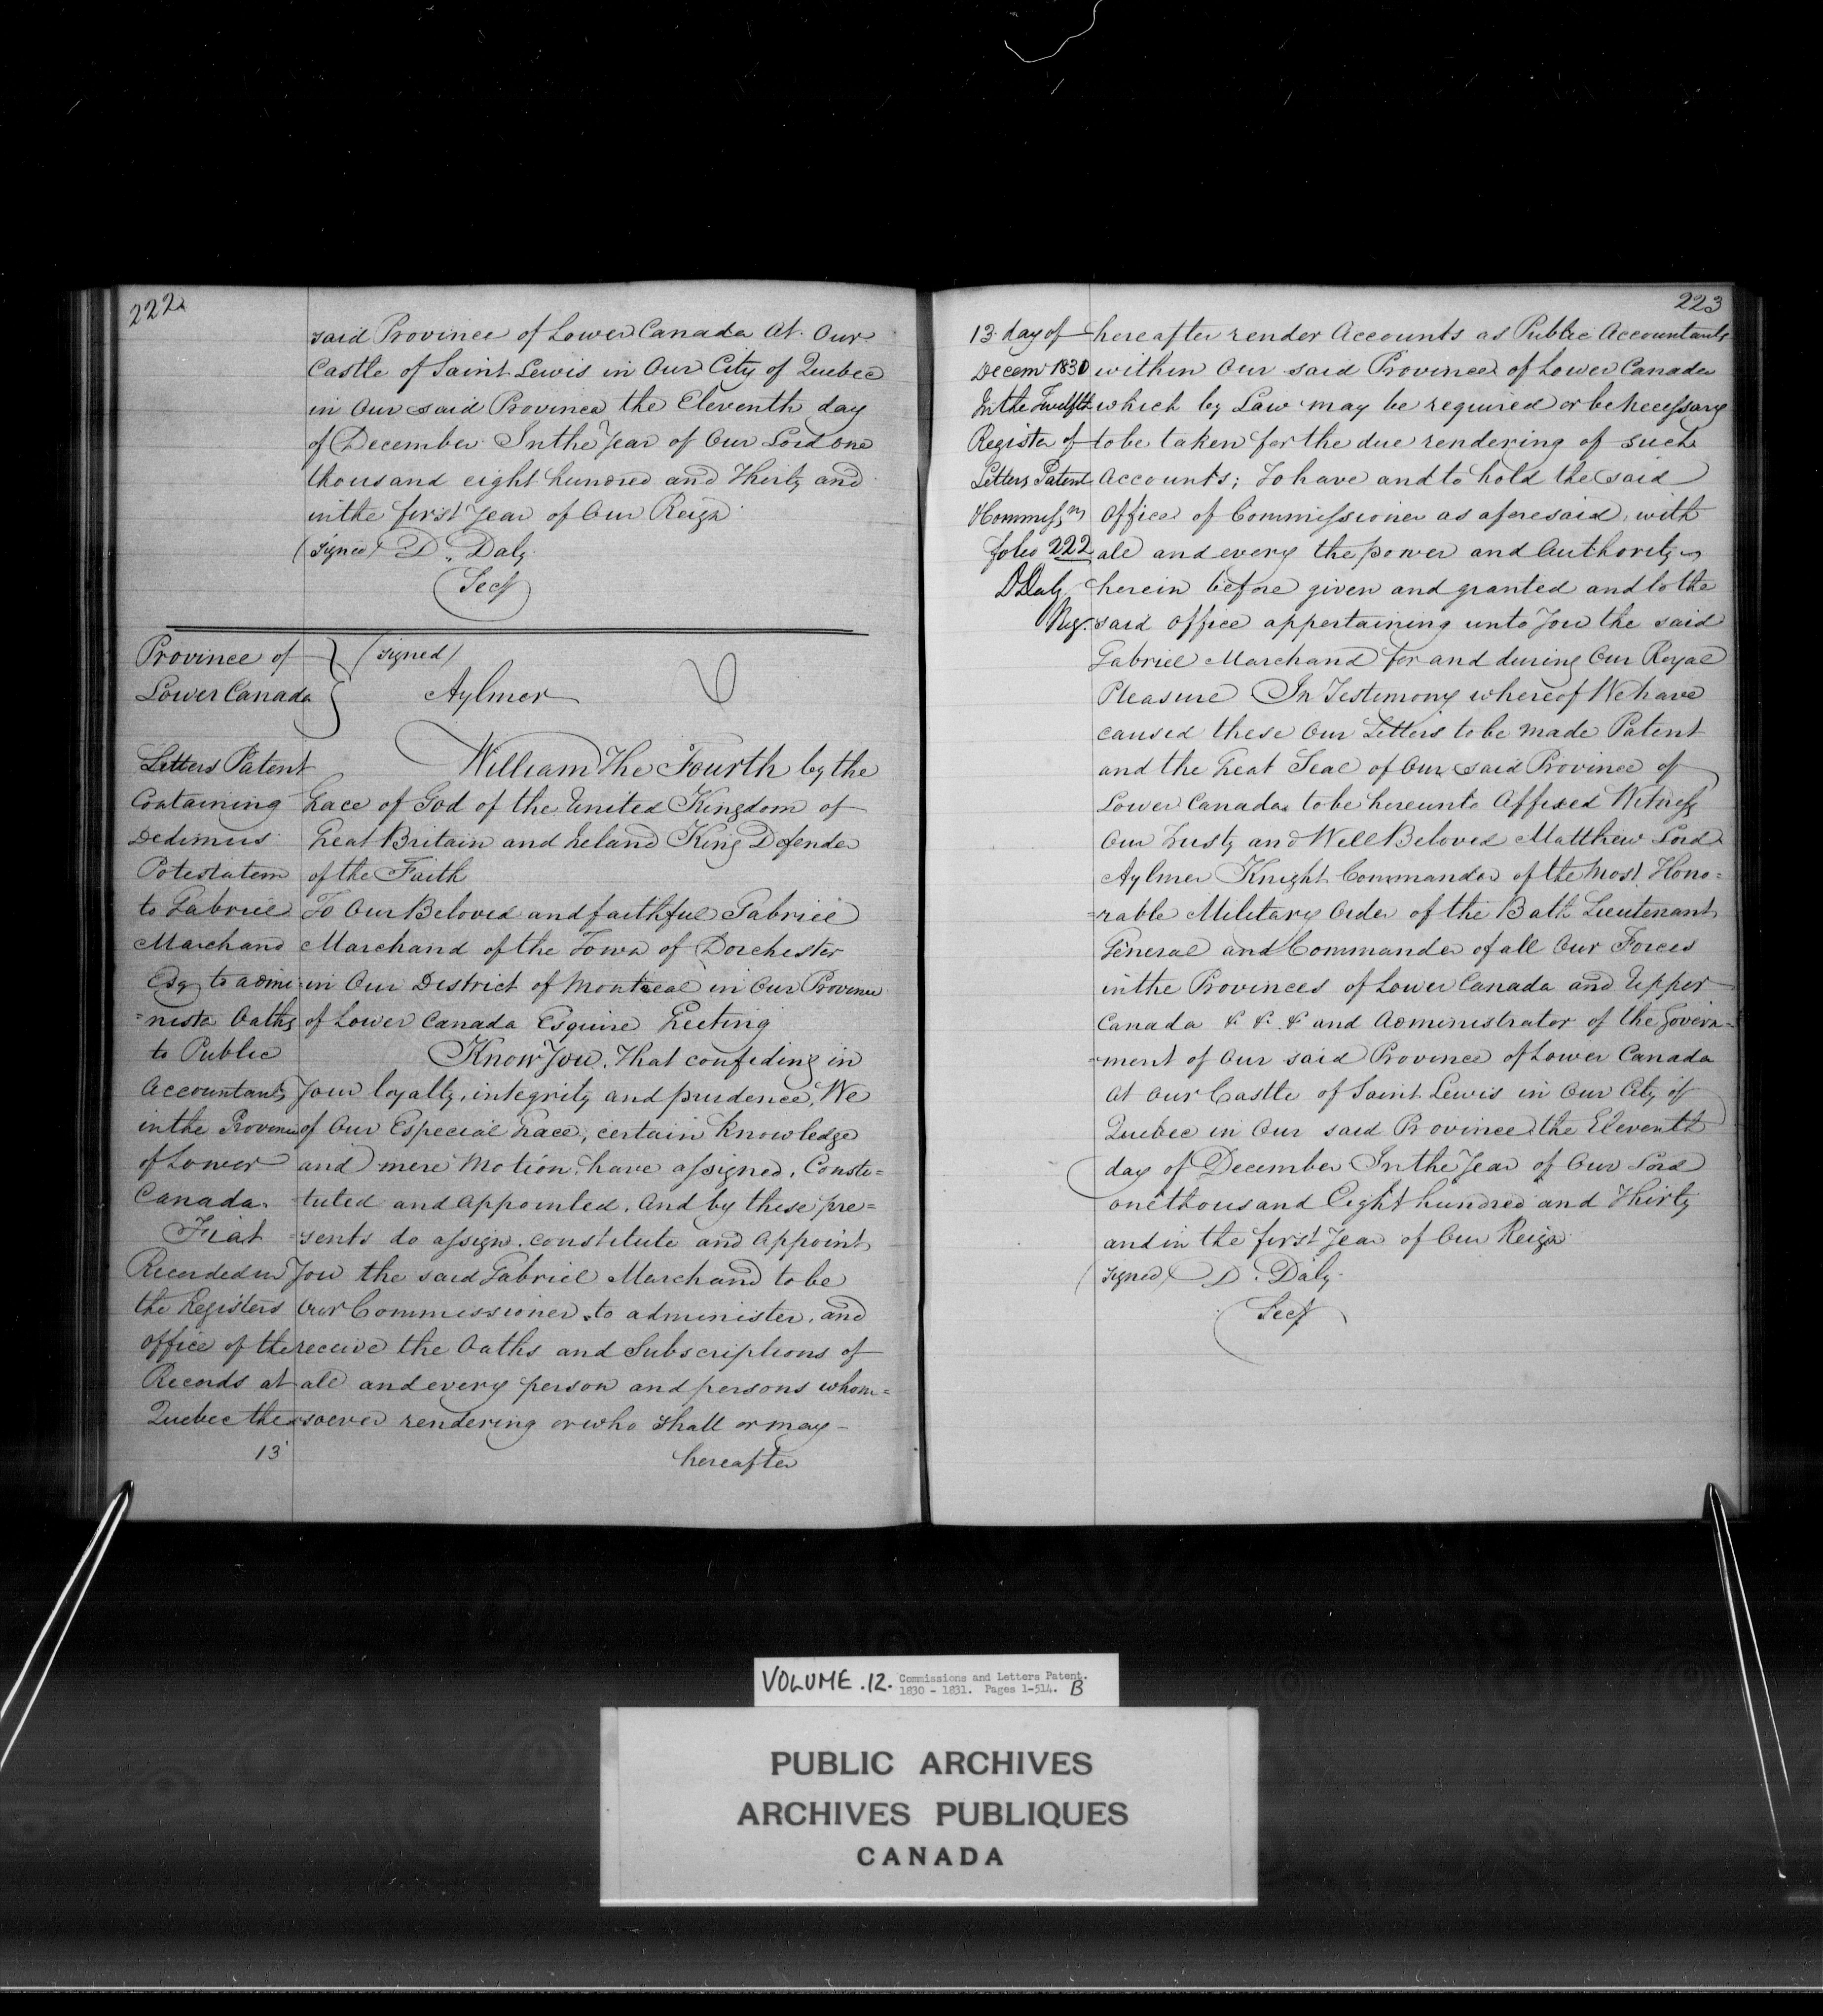 222
said Province of Lower Canada at Our
Castle of Saint Lewis in Our City of Quebec
in Our said Province the Eleventh day
of December In the Year of Our Lord one
thousand eight hundred and Thirty and
in the first Year of Our Reign
(signed) D. Daly.
Secy
Province of
Lower Canada
(signed)
Aylmer
Letters Patent
Containing
Dedimus
Potestatem
to Gabriel
Marchand
Esqr to admi
=nister Oaths
to Public
Accountants
in the Province
of Lower
Canada.
Fiat
Recorded in
the Registers
Office of the
Records at
Quebec the
13
William The Fourth by the
Grace of God of the United Kingdom of
Great Britain and Ireland King Defender
of the Faith
To Our Beloved and faithful Gabriel
Marchand of the Town of Dorchester
in Our District of Montreal in Our Province
of Lower Canada Esquire Greeting
Know You, That confiding in
Your loyalty, integrity and prudence, We
of Our Especial Grace, certain Knowledge
and mere Motion, have assigned, Consti=
tuted and Appointed, and by these pre=
=sents do assign, constitute and Appoint
You the said Gabriel Marchand to be
Our Commissioner to administer, and
receive the Oaths and Subscriptions of
all and every person and persons whom=
=soever rendering or who shall or may
hereafter
223
13 day of
Decemr 1830
In the Twelfth
Register of
Letters Patent
folio 222
DDaly
Reg.
hereafter render Accounts as Public Accountants
within Our said Province of Lower Canada
which by Law may be required or be necessary
to be taken for the due rendering of such
Accounts; To have and to hold the said
Office of Commissioner as aforesaid, with
all and every the power and Authority
herein before given and granted and to the
said Office appertaining unto You the said
Gabriel Marchand for and during Our Royal
Pleasure In Testimony whereof We have
caused these Our Letters to be made Patent
and the Great Seal of Our said Province of
Lower Canada to be hereunto Affixed Witness
Our Trusty and Well Beloved Matthew Lord
Aylmer Knight Commander of the Most Hono=
=rable Military Order of the Bath Lieutenant
General and Commander of all Our Forces
in the Provinces of Lower Canada and Upper
Canada &. &. & and Administrator of the Govern=
=ment of Our said Province of Lower Canada
At Our Castle of Saint Lewis in Our City of
Quebec in Our said Province the Eleventh
day of December In the Year of Our Lord
one thousand Eight hundred and Thirty
and in the first Year of Our Reign
(signed) D. Daly.
Secy
VOLUME .12. Commissions and Letters Patent.
1830 - 1831. Pages 1-514. B
PUBLIC ARCHIVES
ARCHIVES PUBLIQUES
CANADA